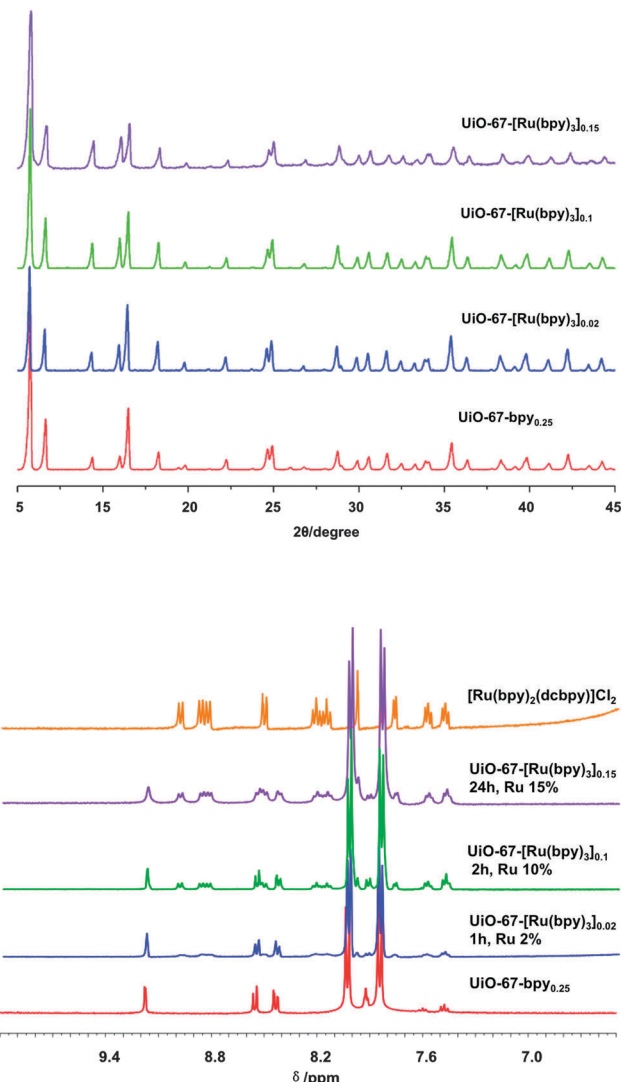 UiO-67-[Ru(bpy)₃]₀.₁₅
UiO-67-[Ru(bpy)₃]₀.₁
UiO-67-[Ru(bpy)₃]₀.₀₂
UiO-67-bpy₀.₂₅
5 10 15 20 25 30 35 40 45
2θ/degree
[Ru(bpy)₂(dcbpy)]Cl₂
UiO-67-[Ru(bpy)₃]₀.₁₅
24h, Ru 15%
UiO-67-[Ru(bpy)₃]₀.₁
2h, Ru 10%
UiO-67-[Ru(bpy)₃]₀.₀₂
1h, Ru 2%
UiO-67-bpy₀.₂₅
9.4 8.8 8.2 7.6 7.0
δ /ppm